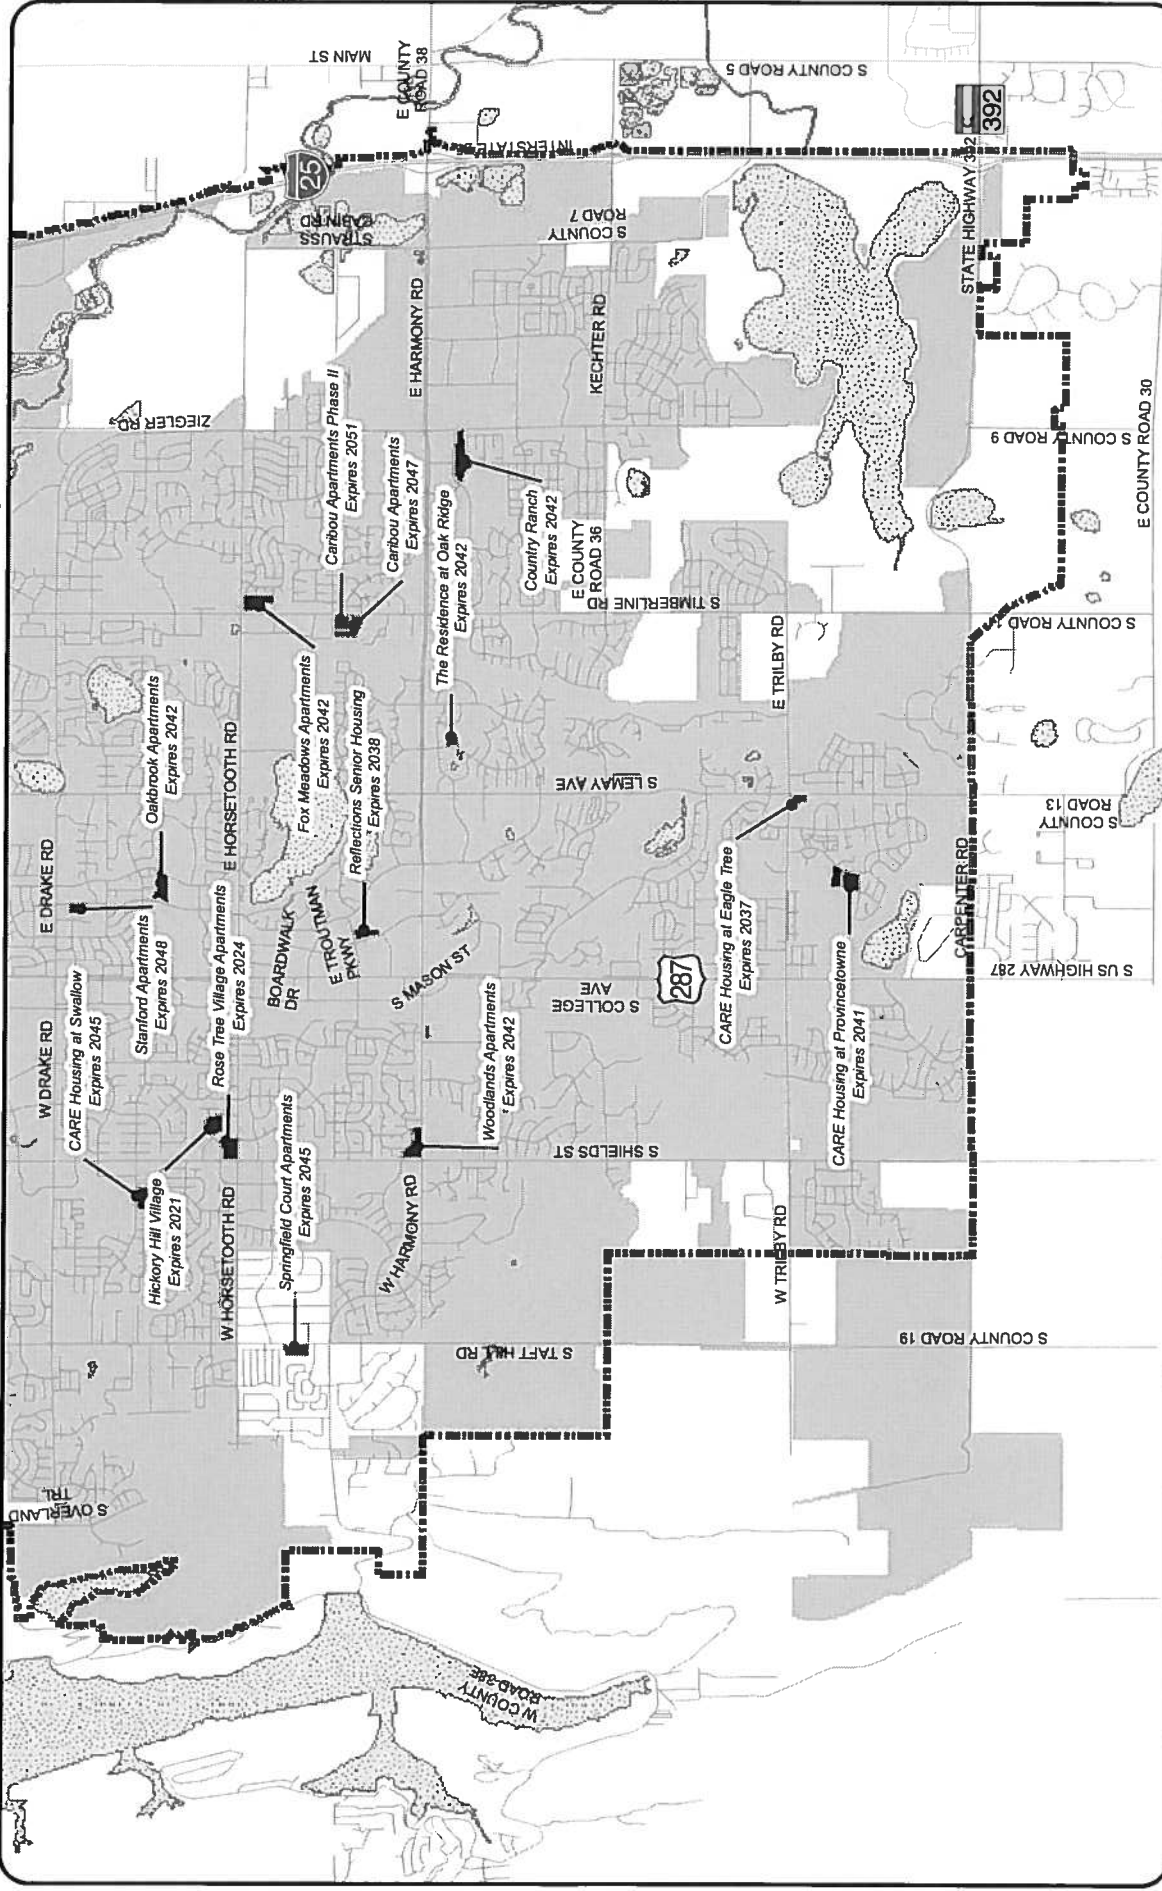 S OVERLAND
TRL
W DRAKE RD
E DRAKE RD
ZIEGLER RD
CARE Housing at Swallow
Expires 2045
Stanford Apartments
Expires 2048
Oakbrook Apartments
Expires 2042
Hickory Hill Village
Expires 2021
Rose Tree Village Apartments
Expires 2024
W HORSETOOTH RD
E HORSETOOTH RD
Springfield Court Apartments
Expires 2045
BOARDWALK
DR
E TROUTMAN
PKWY
Fox Meadows Apartments
Expires 2042
Reflections Senior Housing
Expires 2038
Caribou Apartments Phase II
Expires 2051
Caribou Apartments
Expires 2047
STRAUSS
CABIN RD
25
MAIN ST
E COUNTY
ROAD 38
W HARMONY RD
E HARMONY RD
S MASON ST
The Residence at Oak Ridge
Expires 2042
Woodlands Apartments
Expires 2042
Country Ranch
Expires 2042
W COUNTY
ROAD 38E
S TAFT HILL RD
S SHIELDS ST
S COLLEGE
AVE
S LEMAY AVE
E COUNTY
ROAD 36
KECHTER RD
S COUNTY
ROAD 7
INTERSTATE
S TIMBERLINE RD
287
S COUNTY ROAD 5
CARE Housing at Eagle Tree
Expires 2037
W TRILBY RD
E TRILBY RD
CARE Housing at Provincetowne
Expires 2041
S COUNTY ROAD 19
CARPENTER RD
STATE HIGHWAY 392
392
S US HIGHWAY 287
S COUNTY
ROAD 13
S COUNTY ROAD 9
E COUNTY ROAD 30